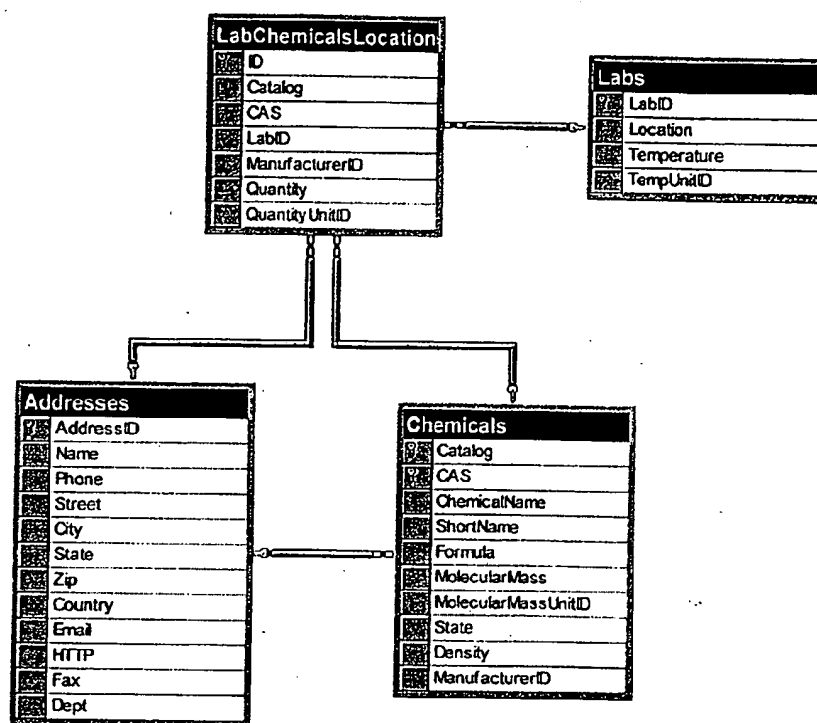 LabChemicalsLocation
ID
Catalog
CAS
LabID
ManufacturerID
Quantity
QuantityUnitID
Labs
LabID
Location
Temperature
TempUnitID
Addresses
AddressID
Name
Phone
Street
City
State
Zip
Country
Email
HTTP
Fax
Dept
Chemicals
Catalog
CAS
ChemicalName
ShortName
Formula
MolecularMass
MolecularMassUnitID
State
Density
ManufacturerID